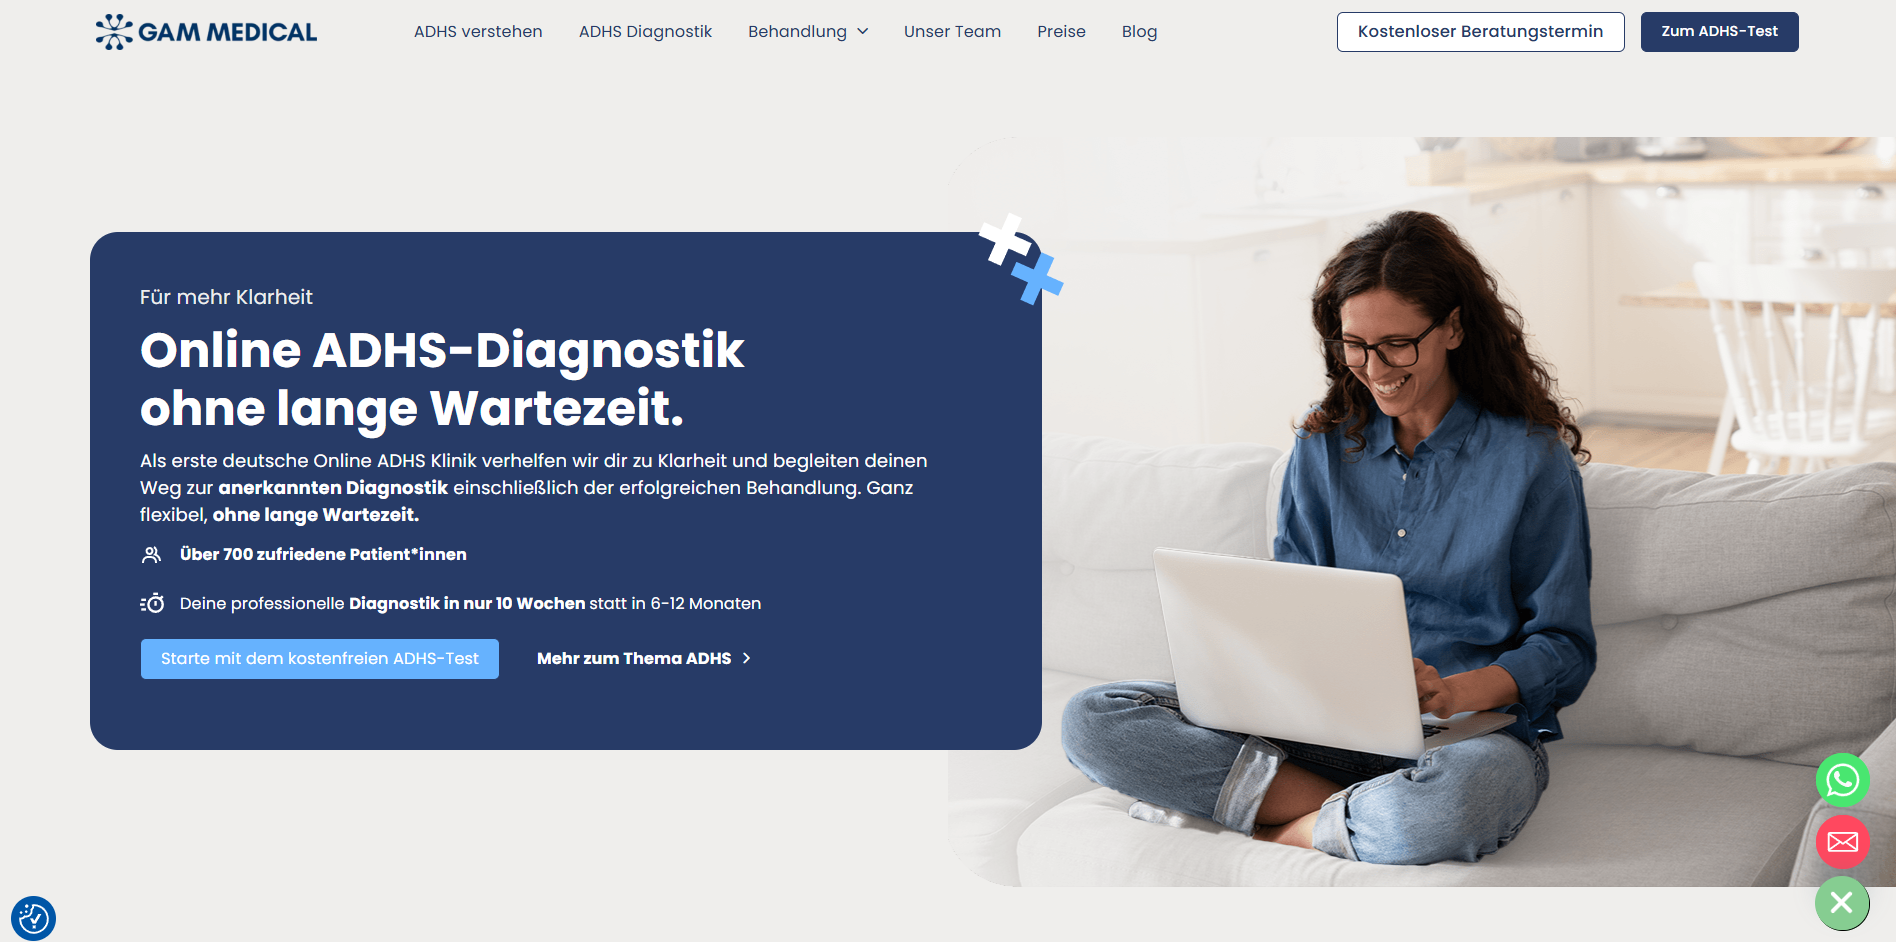 GAM MEDICAL
ADHS verstehen
ADHS Diagnostik
Behandlung
Unser Team
Preise
Blog
Kostenloser Beratungstermin
Zum ADHS-Test
Für mehr Klarheit
Online ADHS-Diagnostik
ohne lange Wartezeit.
Als erste deutsche Online ADHS Klinik verhelfen wir dir zu Klarheit und begleiten deinen
Weg zur anerkannten Diagnostik einschließlich der erfolgreichen Behandlung. Ganz
flexibel, ohne lange Wartezeit.
Über 700 zufriedene Patient*innen
Deine professionelle Diagnostik in nur 10 Wochen statt in 6-12 Monaten
Starte mit dem kostenfreien ADHS-Test
Mehr zum Thema ADHS